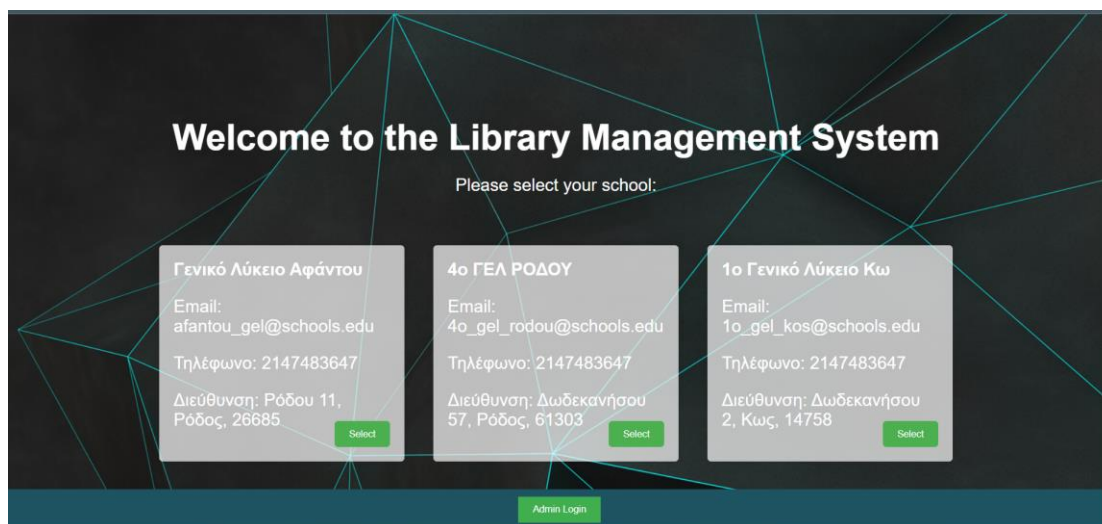 Welcome to the Library Management System
Please select your school:
Γενικό Λύκειο Αφάντου
Email:
afantou_gel@schools.edu
Τηλέφωνο: 2147483647
Διεύθυνση: Ρόδου 11,
Ρόδος, 26685
Select
4ο ΓΕΛ ΡΟΔΟΥ
Email:
4o_gel_rodou@schools.edu
Τηλέφωνο: 2147483647
Διεύθυνση: Δωδεκανήσου
57, Ρόδος, 61303
Select
1ο Γενικό Λύκειο Κω
Email:
1o_gel_kos@schools.edu
Τηλέφωνο: 2147483647
Διεύθυνση: Δωδεκανήσου
2, Κως, 14758
Select
Admin Login